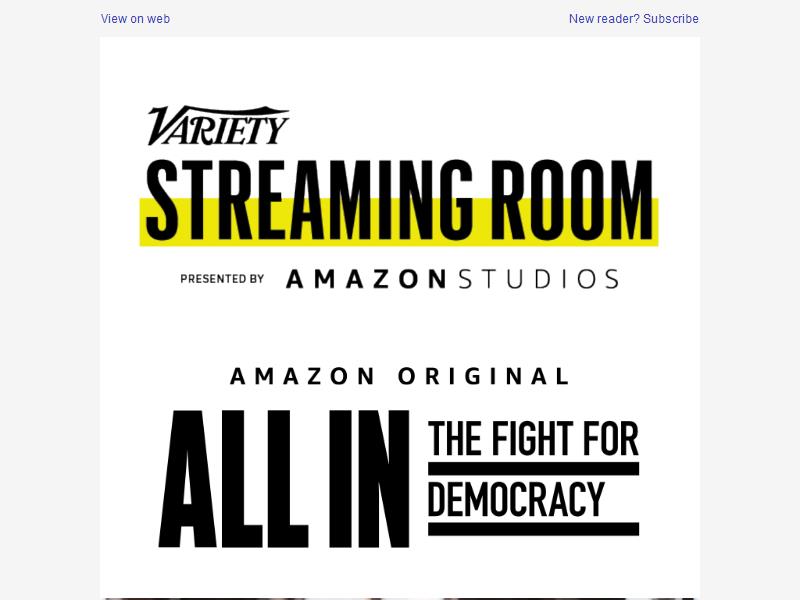 View on web
New reader? Subscribe
VARIETY
STREAMING ROOM
PRESENTED BY AMAZON STUDIOS
AMAZON ORIGINAL
ALL IN
THE FIGHT FOR
DEMOCRACY